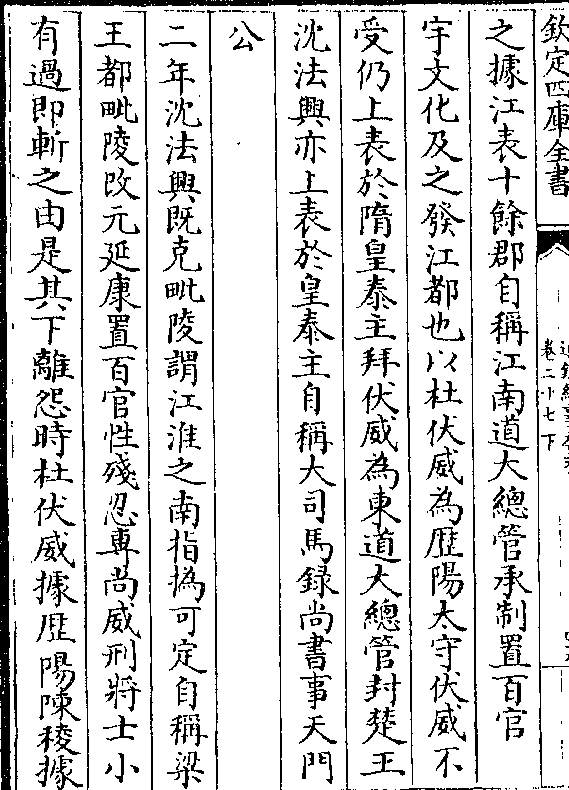 欽定四庫全書
卷二十七下
之據江表十餘郡自稱江南道大總管承制置百官
宇文化及之發江都也以杜伏威為歴陽太守伏威不
受仍上表於隋皇泰主拜伏威為東道大總管封楚王
沈法興亦上表於皇泰主自稱大司馬録尚書事天門
公
二年沈法興既克毗陵謂江淮之南指撝可定自稱梁
王都毗陵改元延康置百官性殘忍專尚威刑將士小
有過即斬之由是其下離怨時杜伏威據歴陽陳稜據